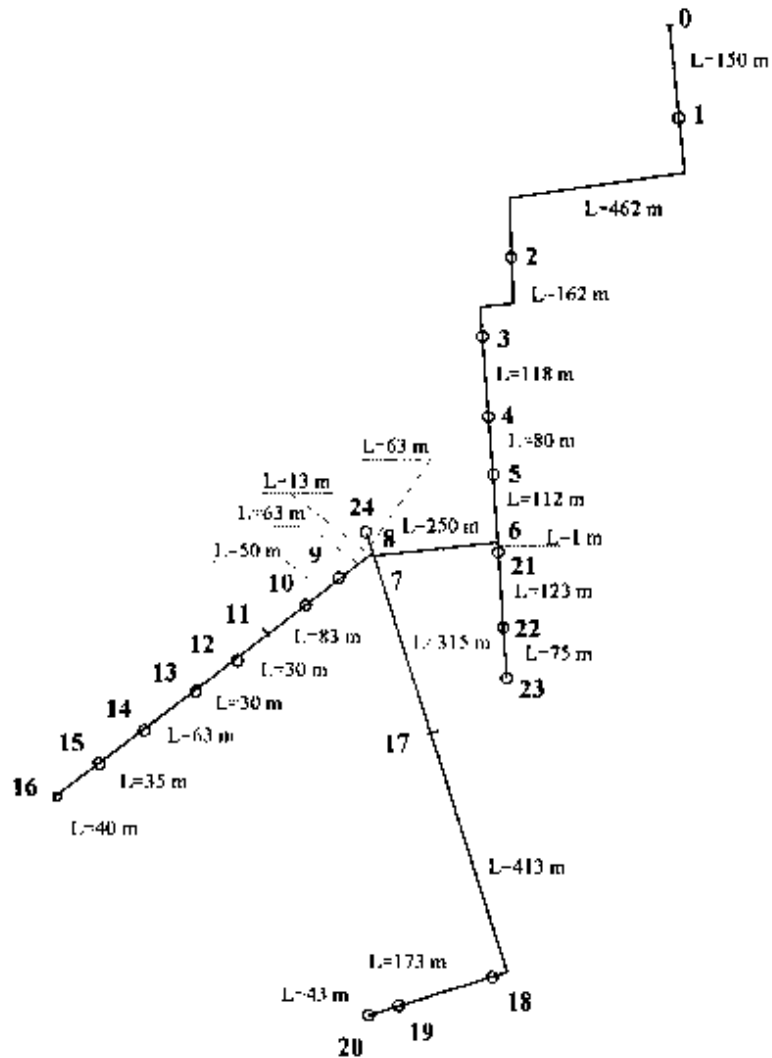 0
L=150 m
1
L=462 m
2
L=162 m
3
L=118 m
4
L=80 m
L=63 m
5
L=13 m
L=112 m
24
L=63 m
8
L=250 m
6
L=1 m
L=50 m
9
21
7
10
L=123 m
11
L=83 m
22
12
L=315 m
L=75 m
L=30 m
13
23
L=30 m
14
L=63 m
17
15
L=35 m
16
L=40 m
L=413 m
L=173 m
18
L=43 m
19
20